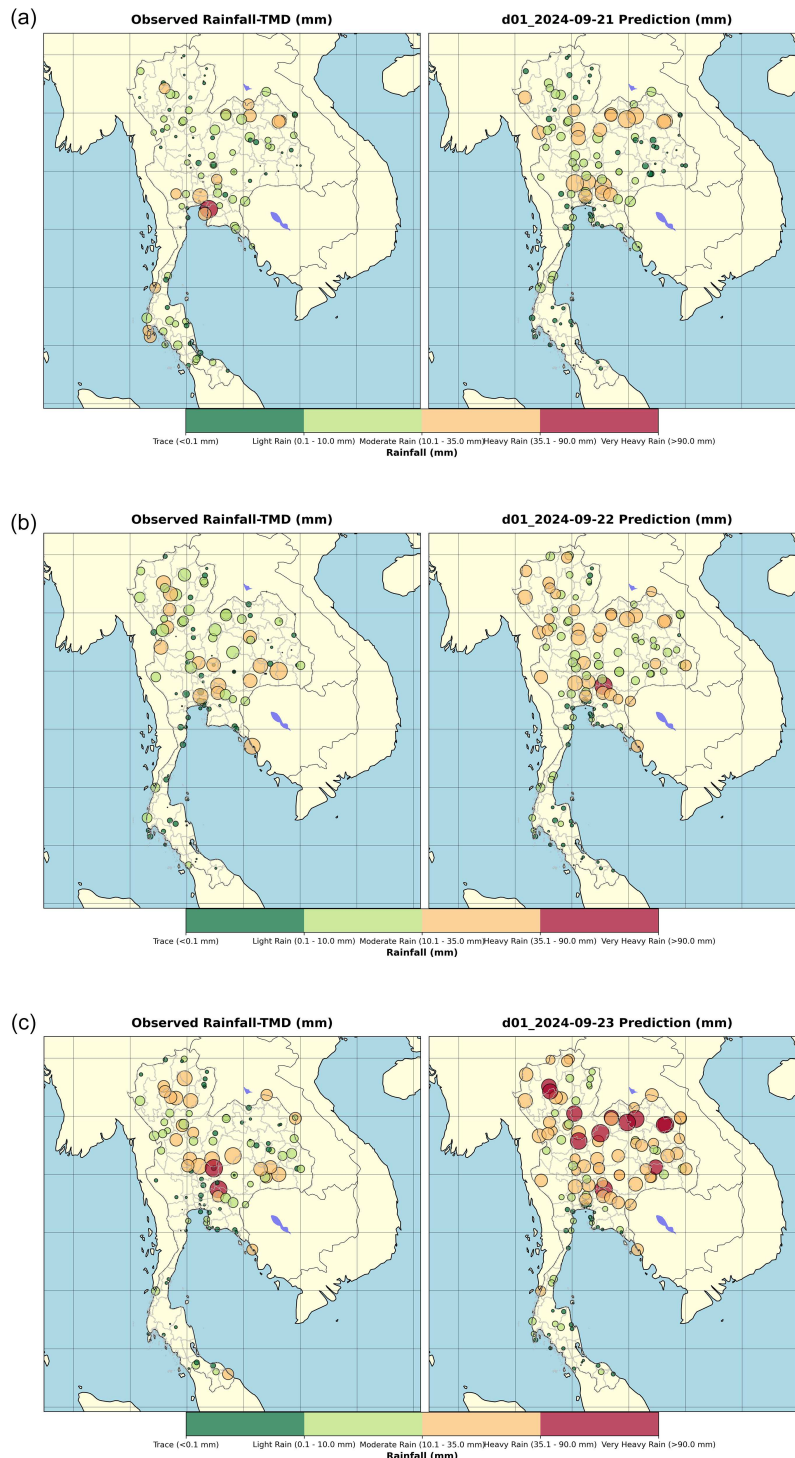 (a)
Observed Rainfall-TMD (mm)
d01_2024-09-21 Prediction (mm)
Trace (<0.1 mm) Light Rain (0.1 - 10.0 mm) Moderate Rain (10.1 - 35.0 mm) Heavy Rain (35.1 - 90.0 mm) Very Heavy Rain (>90.0 mm)
Rainfall (mm)
(b)
Observed Rainfall-TMD (mm)
d01_2024-09-22 Prediction (mm)
Trace (<0.1 mm) Light Rain (0.1 - 10.0 mm) Moderate Rain (10.1 - 35.0 mm) Heavy Rain (35.1 - 90.0 mm) Very Heavy Rain (>90.0 mm)
Rainfall (mm)
(c)
Observed Rainfall-TMD (mm)
d01_2024-09-23 Prediction (mm)
Trace (<0.1 mm) Light Rain (0.1 - 10.0 mm) Moderate Rain (10.1 - 35.0 mm) Heavy Rain (35.1 - 90.0 mm) Very Heavy Rain (>90.0 mm)
Rainfall (mm)